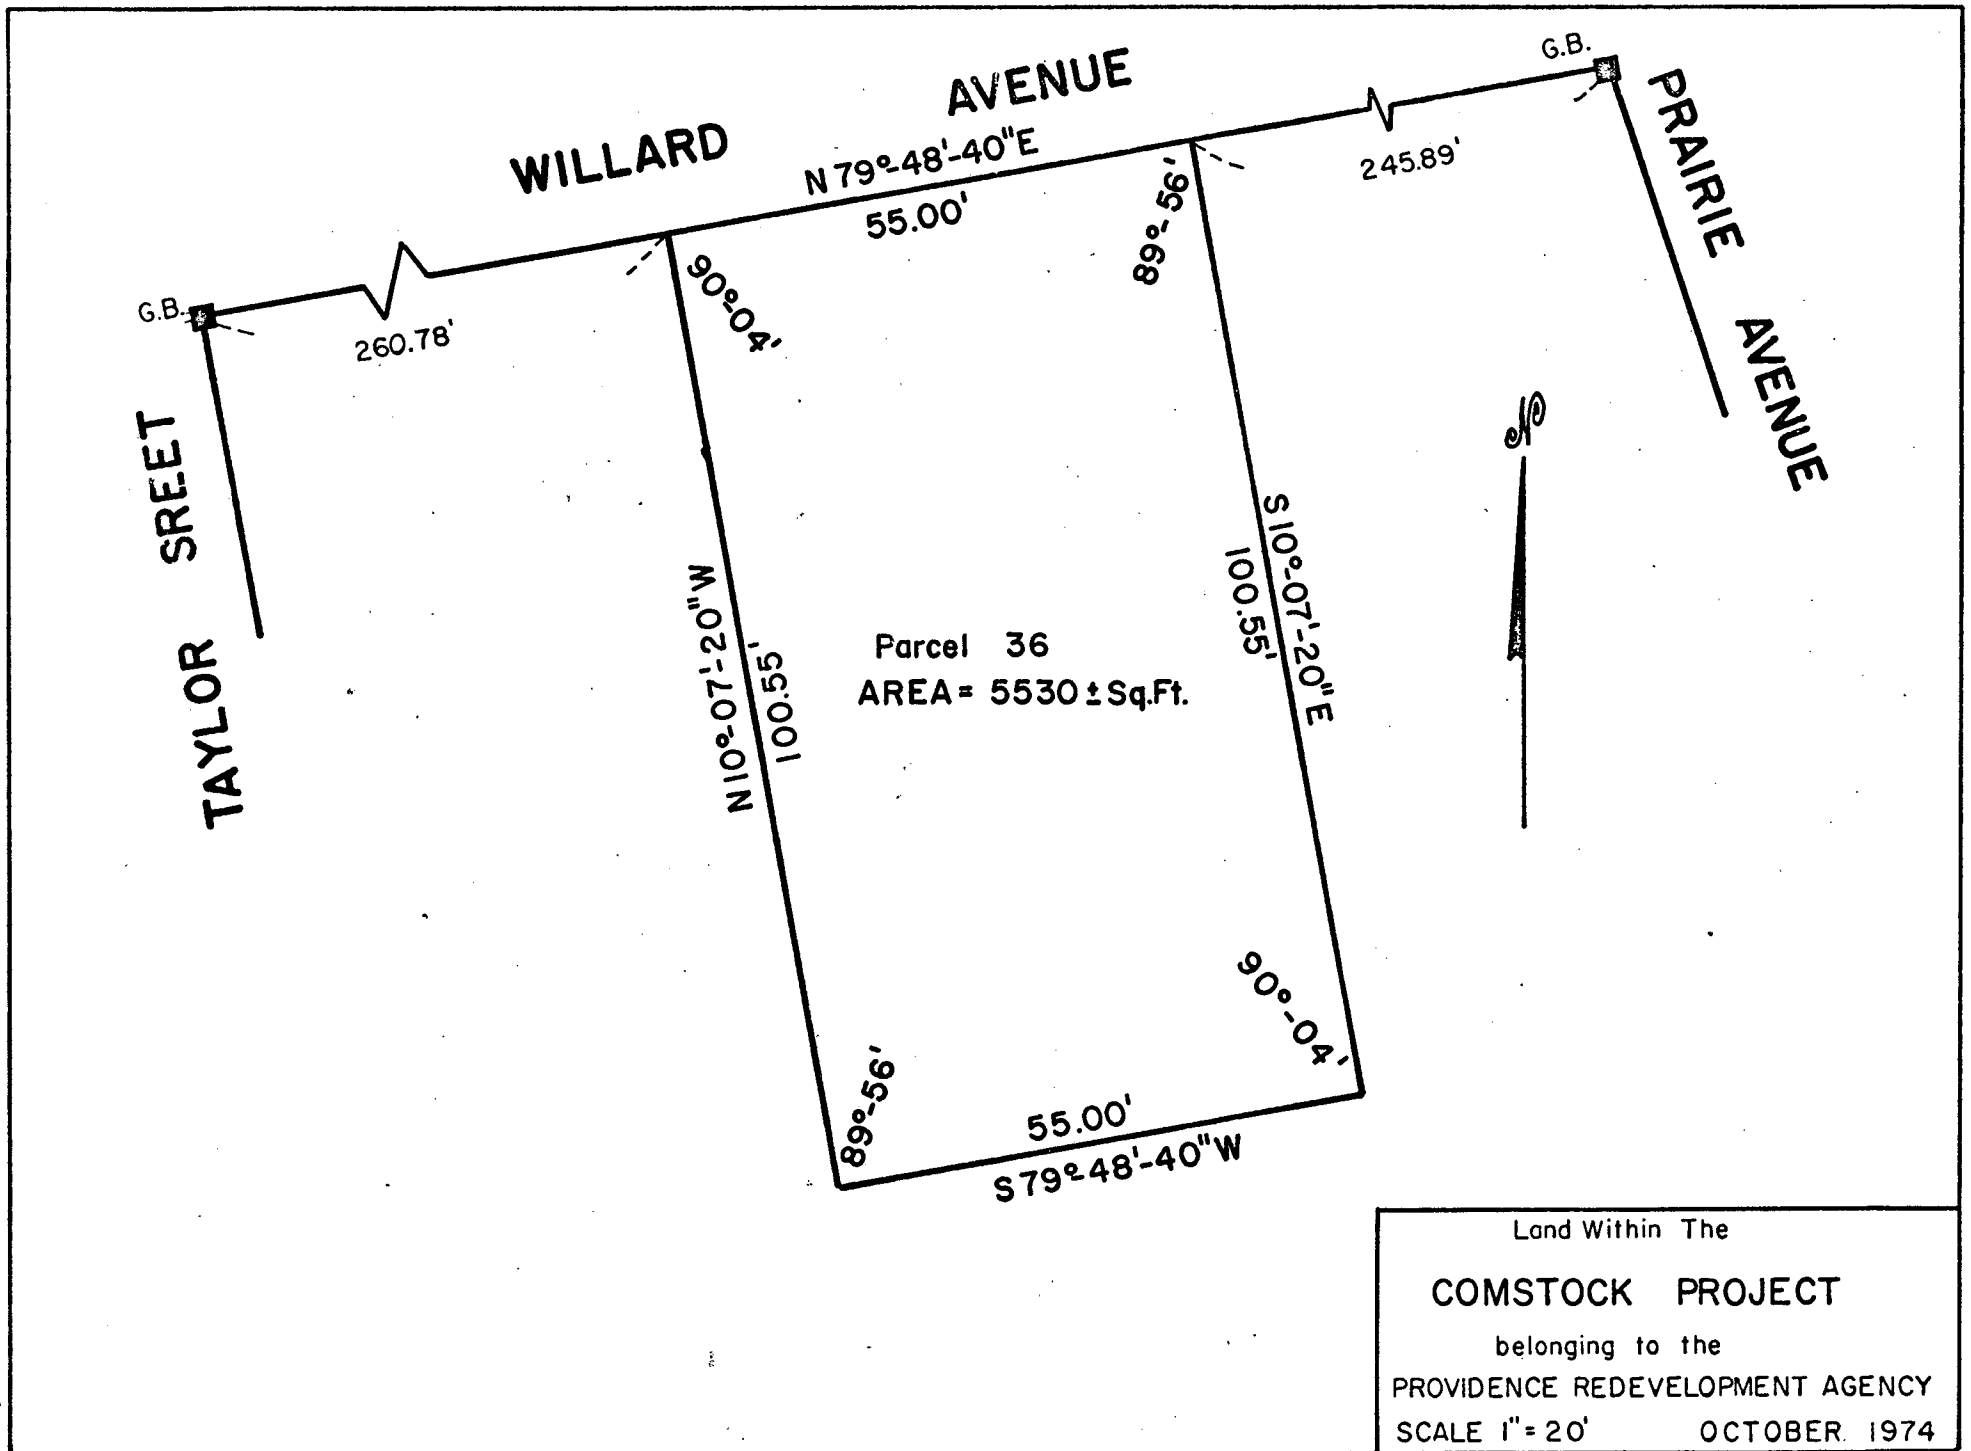 WILLARD AVENUE
G.B.
PRAIRIE AVENUE
N 79°-48'-40"E
55.00'
245.89'
89°-56'
90°-04'
G.B.
260.78'
TAYLOR SREET
N
N 10°-07'-20"W
100.55'
S 10°-07'-20"E
100.55'
Parcel 36
AREA = 5530 ± Sq.Ft.
90°-04'
89°-56'
55.00'
S 79°-48'-40"W
Land Within The
COMSTOCK PROJECT
belonging to the
PROVIDENCE REDEVELOPMENT AGENCY
SCALE 1" = 20' OCTOBER. 1974